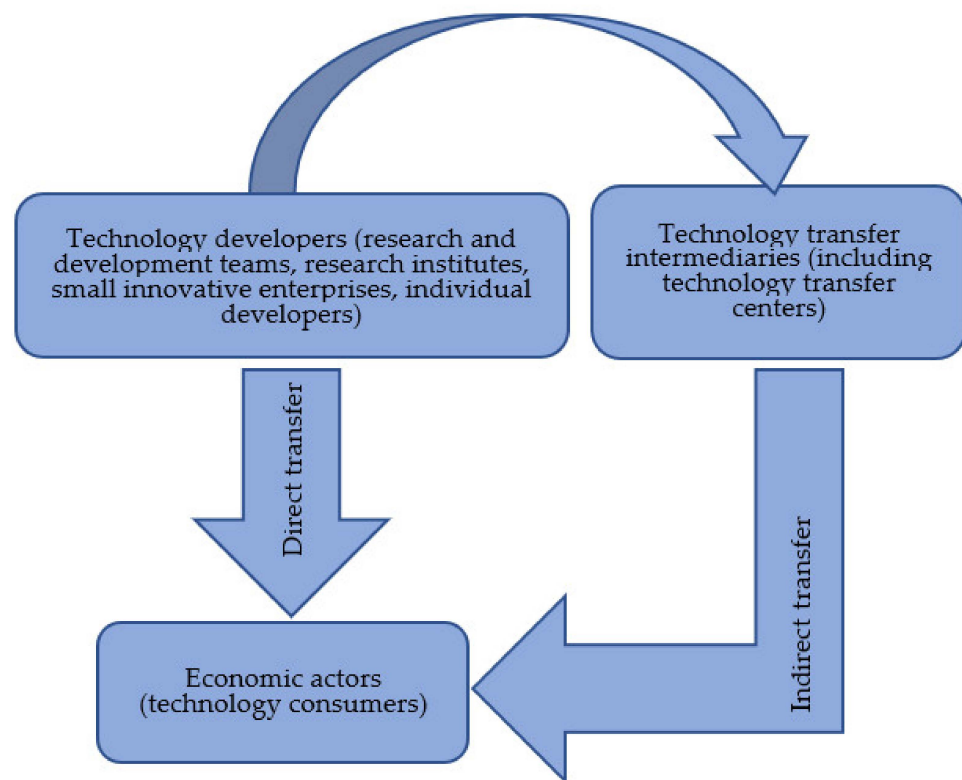 Technology developers (research and
development teams, research institutes,
small innovative enterprises, individual
developers)
Technology transfer
intermediaries (including
technology transfer
centers)
Direct transfer
Indirect transfer
Economic actors
(technology consumers)